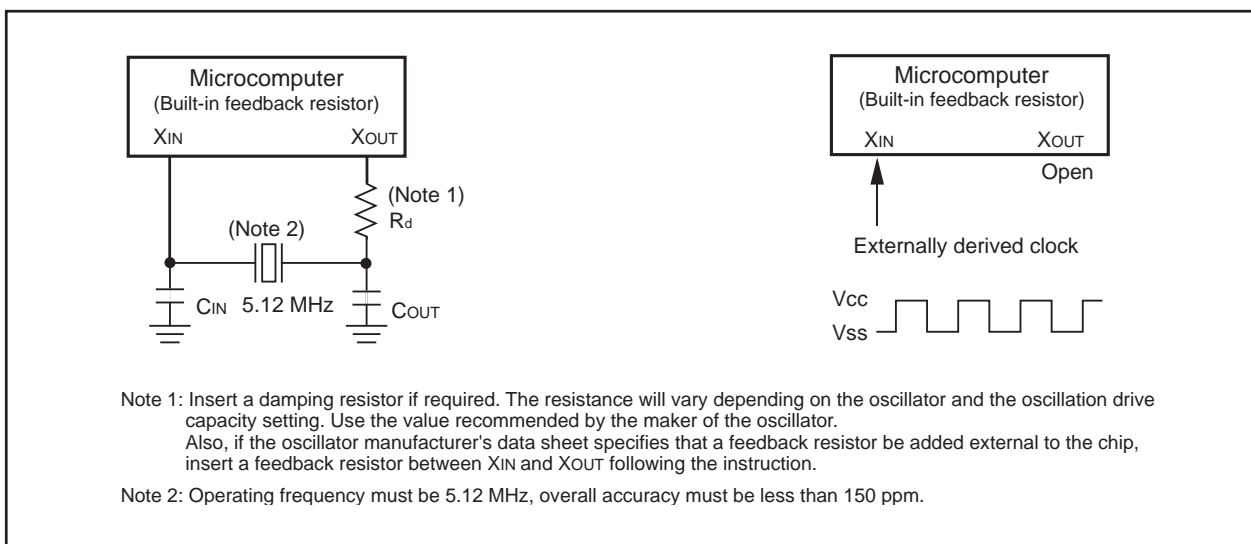 Microcomputer
(Built-in feedback resistor)
XIN XOUT
(Note 1)
Rd
(Note 2)
CIN 5.12 MHz COUT
Microcomputer
(Built-in feedback resistor)
XIN XOUT
Open
Externally derived clock
Vcc
Vss
Note 1: Insert a damping resistor if required. The resistance will vary depending on the oscillator and the oscillation drive
capacity setting. Use the value recommended by the maker of the oscillator.
Also, if the oscillator manufacturer's data sheet specifies that a feedback resistor be added external to the chip,
insert a feedback resistor between XIN and XOUT following the instruction.
Note 2: Operating frequency must be 5.12 MHz, overall accuracy must be less than 150 ppm.